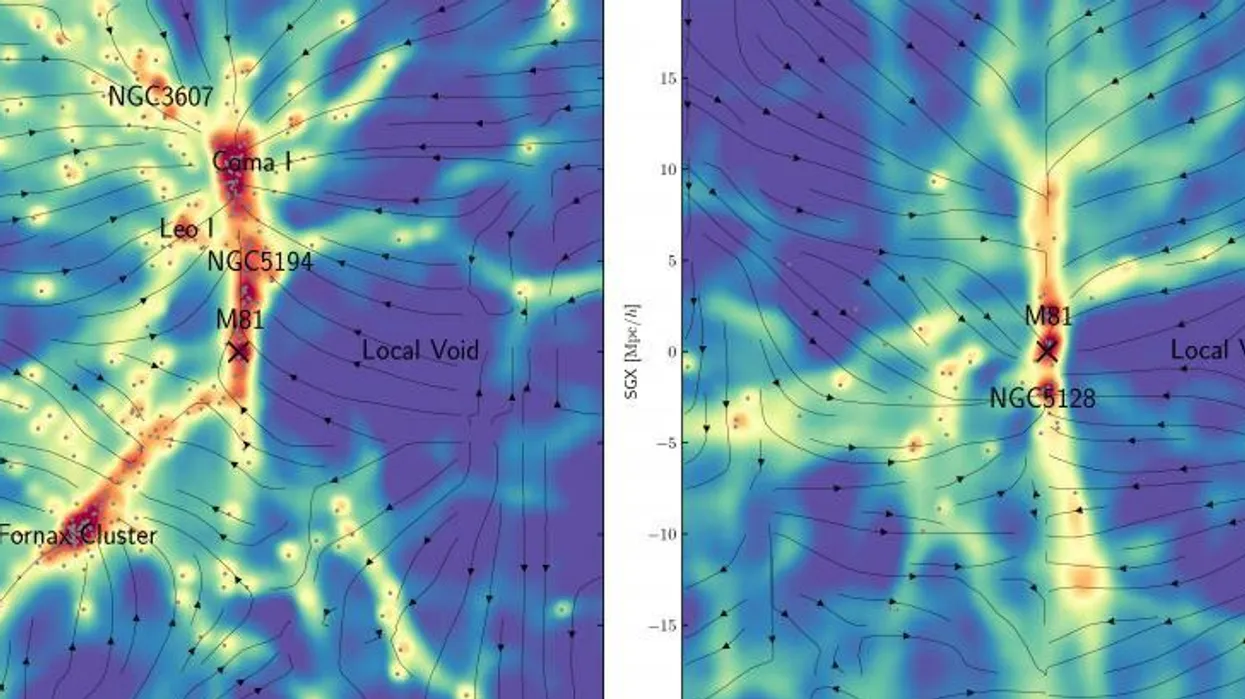 NGC3607
Coma I
Leo I
NGC5194
M81
Local Void
Fornax Cluster
SGX [Mpc/h]
15
10
5
0
−5
−10
−15
M81
Local V
NGC5128